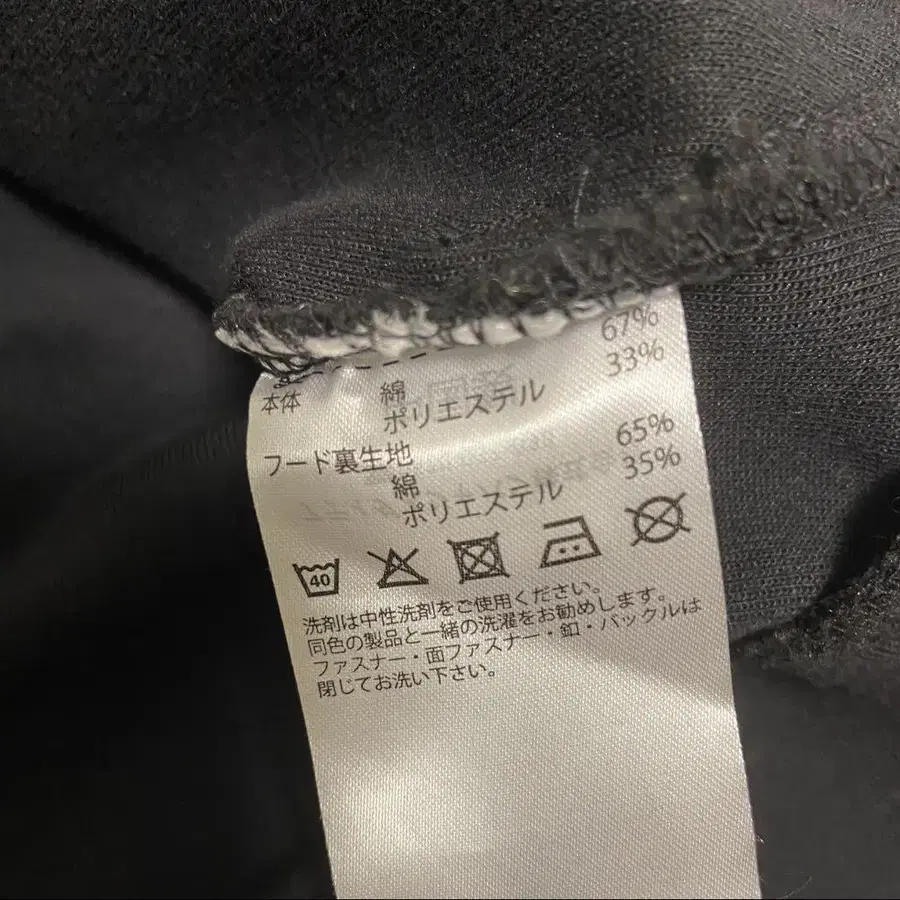 本体 綿 67%
ポリエステル 33%
フード裏生地
綿 65%
ポリエステル 35%
40
洗剤は中性洗剤をご使用ください。
同色の製品と一緒の洗濯をお勧めします。
ファスナー・面ファスナー・釦・バックルは
閉じてお洗い下さい。